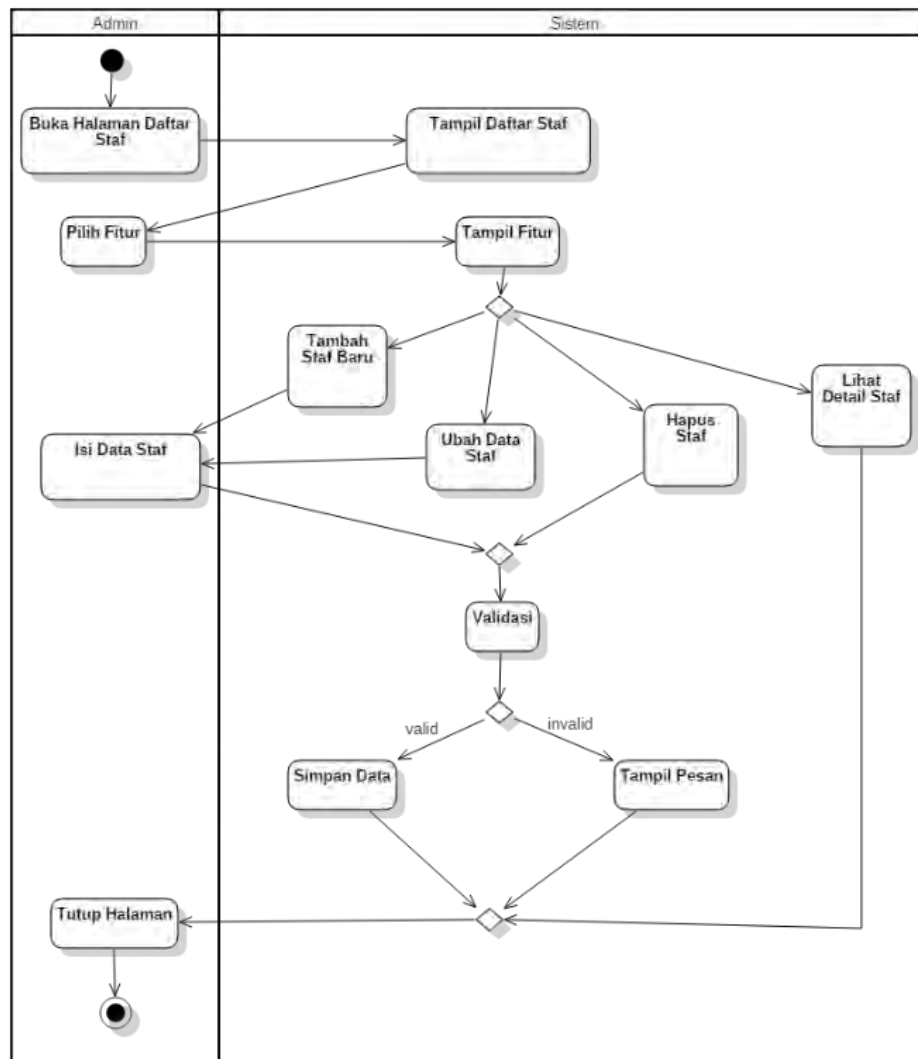 Admin
Sistem
Buka Halaman Daftar
Staf
Tampil Daftar Staf
Pilih Fitur
Tampil Fitur
Tambah
Staf Baru
Lihat
Detail Staf
Hapus
Staf
Ubah Data
Staf
Isi Data Staf
Validasi
valid
invalid
Simpan Data
Tampil Pesan
Tutup Halaman